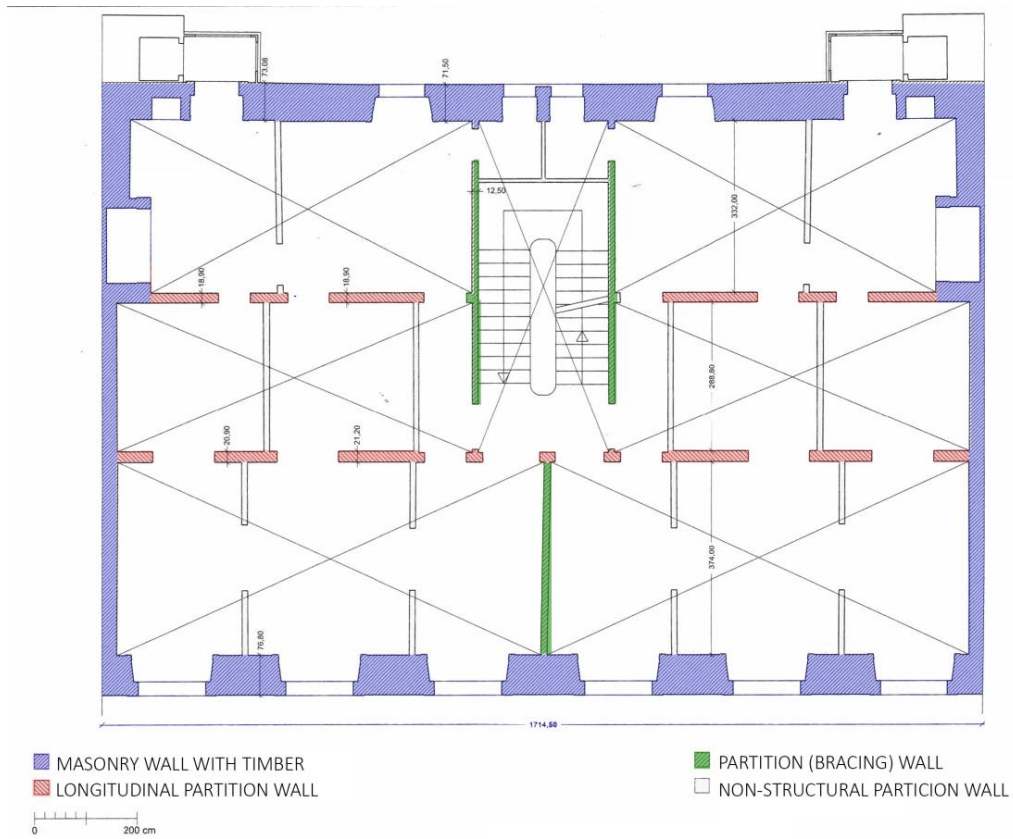 73,08
71,50
12,50
332,00
18,90
18,90
288,80
20,90
21,20
374,00
76,80
1714,50
MASONRY WALL WITH TIMBER
LONGITUDINAL PARTITION WALL
PARTITION (BRACING) WALL
NON-STRUCTURAL PARTICION WALL
0 200 cm